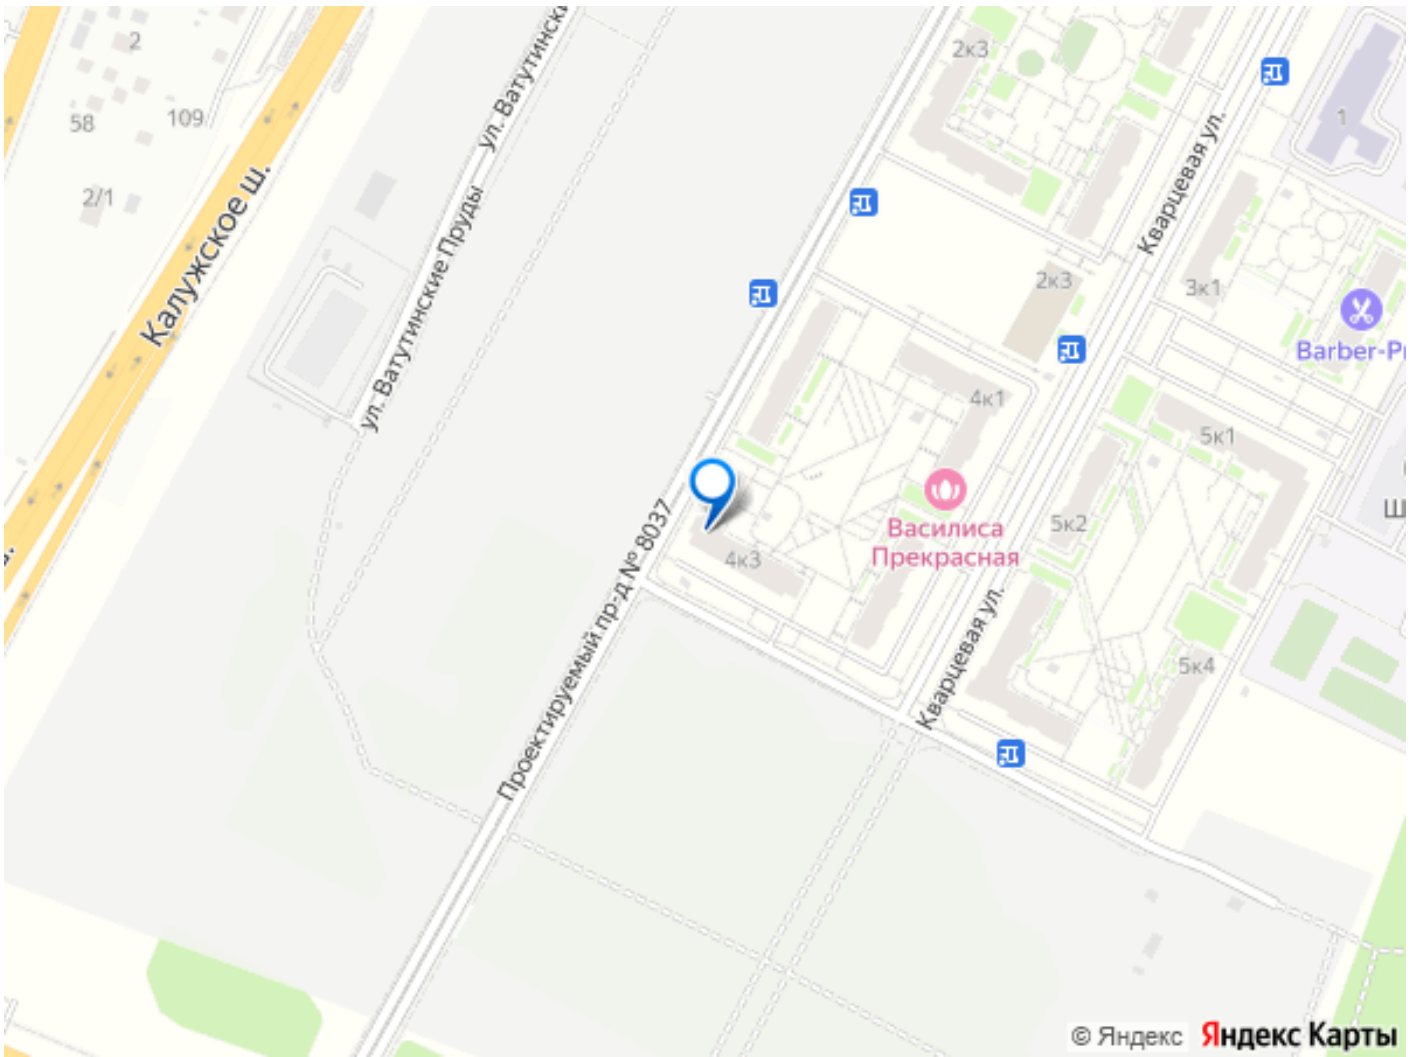 2
58
109
2/1
Калужское ш.
ул. Ватутинские Пруды
ул. Ватутинск
2к3
1
Кварцевая ул.
2к3
3к1
Barber-P
4к1
5к1
Василиса
Прекрасная
5к2
Ш
4к3
Проектируемый пр-д № 8037
Кварцевая ул.
5к4
© Яндекс Яндекс Карты